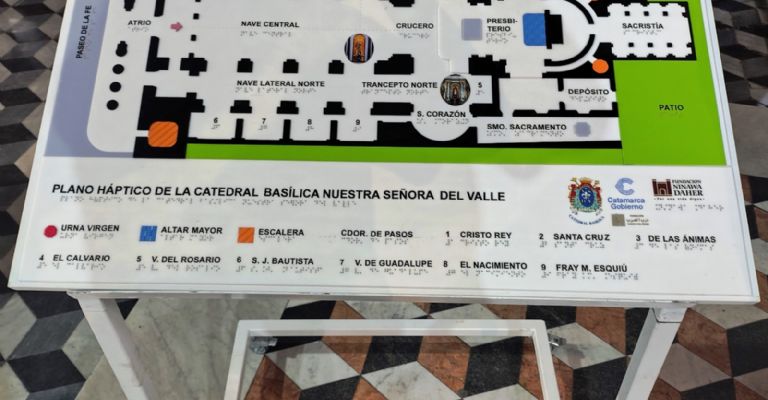 PASEO DE LA FE
ATRIO
NAVE CENTRAL
CRUCERO
PRESBI-
TERIO
SACRISTÍA
NAVE LATERAL NORTE
TRANCEPTO NORTE
5
DEPÓSITO
PATIO
6
7
8
9
S. CORAZÓN
SMO. SACRAMENTO
PLANO HÁPTICO DE LA CATEDRAL BASÍLICA NUESTRA SEÑORA DEL VALLE
Catamarca
Gobierno
FUNDACION
NINAWA
DAHER
URNA VIRGEN
ALTAR MAYOR
ESCALERA
CDOR. DE PASOS
1 CRISTO REY
2 SANTA CRUZ
3 DE LAS ÁNIMAS
4 EL CALVARIO
5 V. DEL ROSARIO
6 S. J. BAUTISTA
7 V. DE GUADALUPE
8 EL NACIMIENTO
9 FRAY M. ESQUIÚ